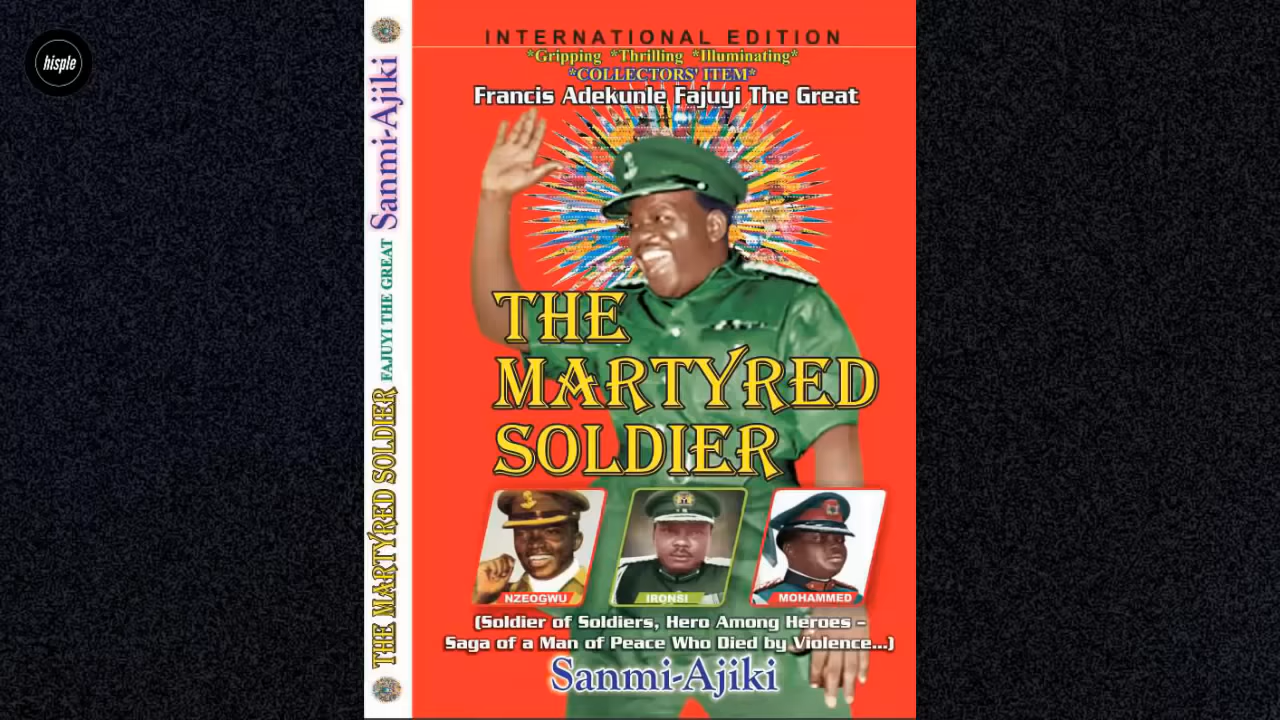 hisple
THE MARTYRED SOLDIER FAJUYI THE GREAT Sanmi-Ajiki
INTERNATIONAL EDITION
*Gripping *Thrilling *Illuminating*
*COLLECTORS' ITEM*
Francis Adekunle Fajuyi The Great
THE
MARTYRED
SOLDIER
NZEOGWU
IRONSI
MOHAMMED
(Soldier of Soldiers, Hero Among Heroes –
Saga of a Man of Peace Who Died by Violence...)
Sanmi-Ajiki